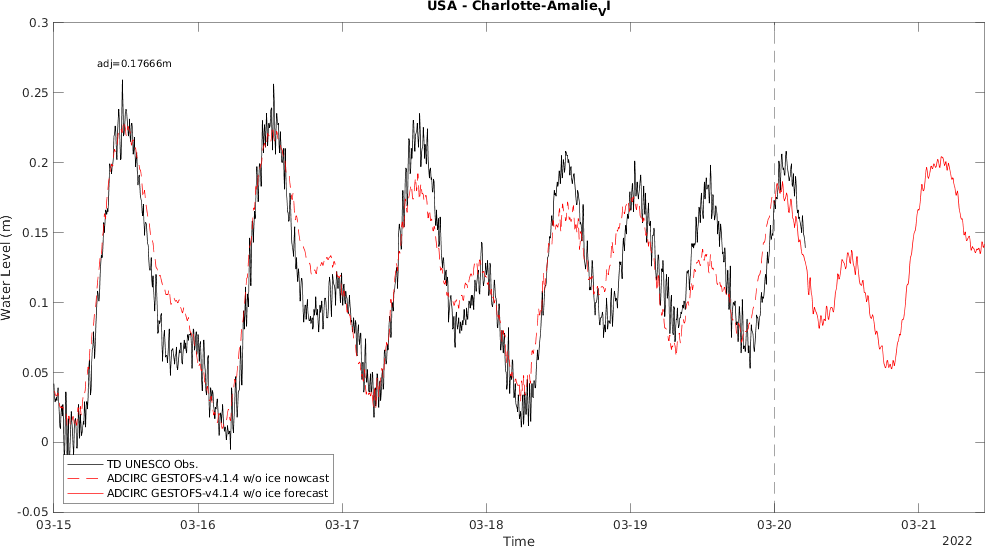 USA - Charlotte-AmalieVI
adj=0.17666m
0.3
0.25
0.2
0.15
0.1
0.05
0
-0.05
Water Level (m)
TD UNESCO Obs.
ADCIRC GESTOFS-v4.1.4 w/o ice nowcast
ADCIRC GESTOFS-v4.1.4 w/o ice forecast
03-15 03-16 03-17 03-18 03-19 03-20 03-21
Time
2022